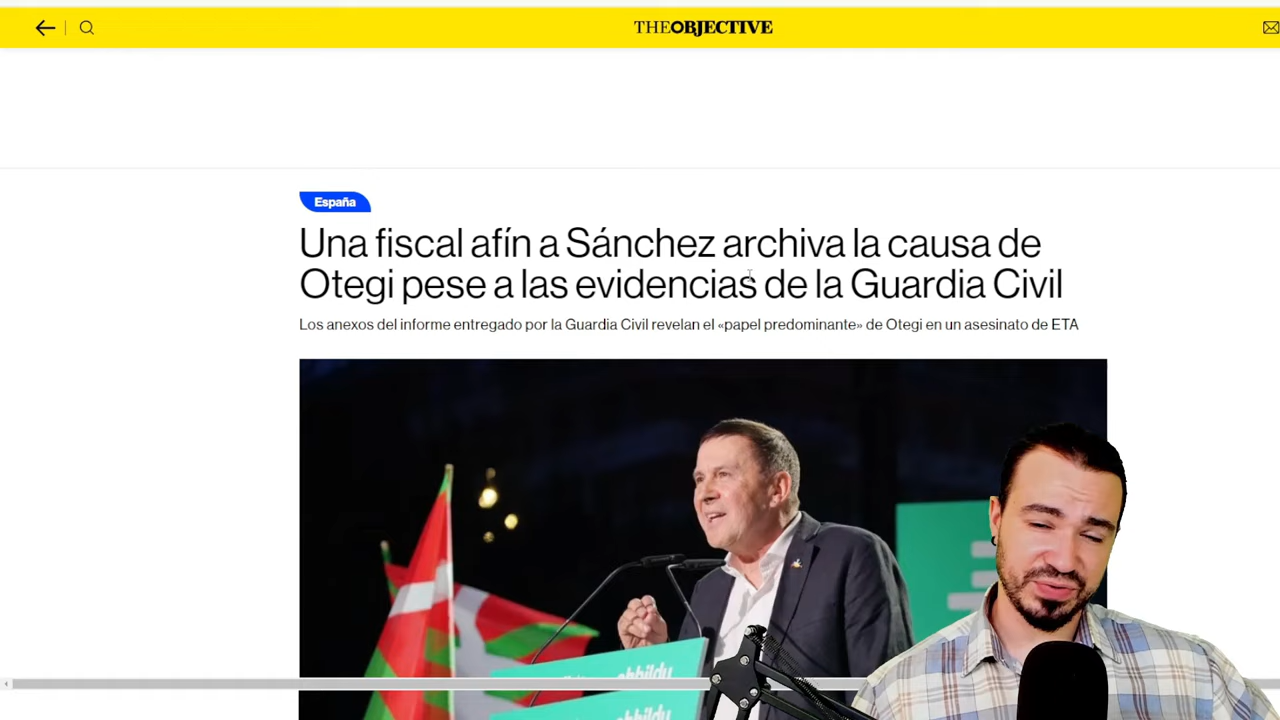 THEOBJECTIVE
España
Una fiscal afín a Sánchez archiva la causa de
Otegi pese a las evidencias de la Guardia Civil
Los anexos del informe entregado por la Guardia Civil revelan el «papel predominante» de Otegi en un asesinato de ETA
ehbildu
ehbildu